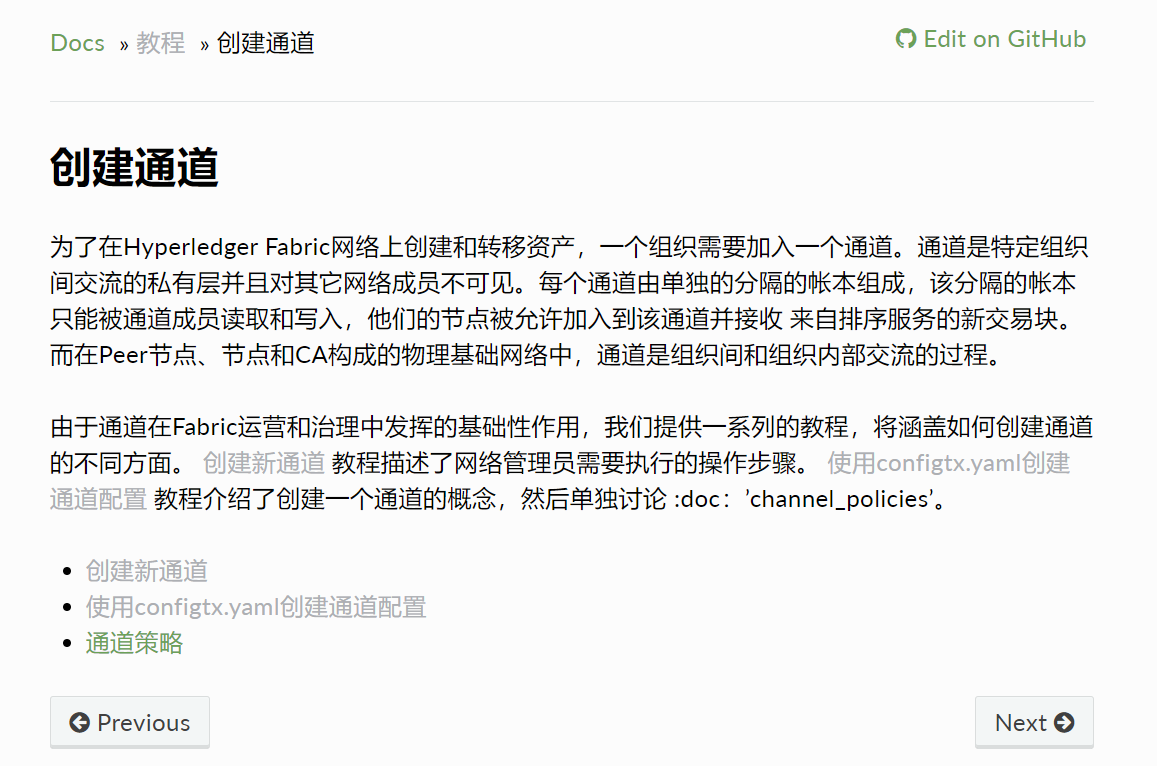 Docs » 教程 » 创建通道
Edit on GitHub
创建通道
为了在Hyperledger Fabric网络上创建和转移资产，一个组织需要加入一个通道。通道是特定组织
间交流的私有层并且对其它网络成员不可见。每个通道由单独的分隔的帐本组成，该分隔的帐本
只能被通道成员读取和写入，他们的节点被允许加入到该通道并接收 来自排序服务的新交易块。
而在Peer节点、节点和CA构成的物理基础网络中，通道是组织间和组织内部交流的过程。
由于通道在Fabric运营和治理中发挥的基础性作用，我们提供一系列的教程，将涵盖如何创建通道
的不同方面。 创建新通道 教程描述了网络管理员需要执行的操作步骤。 使用configtx.yaml创建
通道配置 教程介绍了创建一个通道的概念，然后单独讨论 :doc：’channel_policies’。
• 创建新通道
• 使用configtx.yaml创建通道配置
• 通道策略
Previous
Next